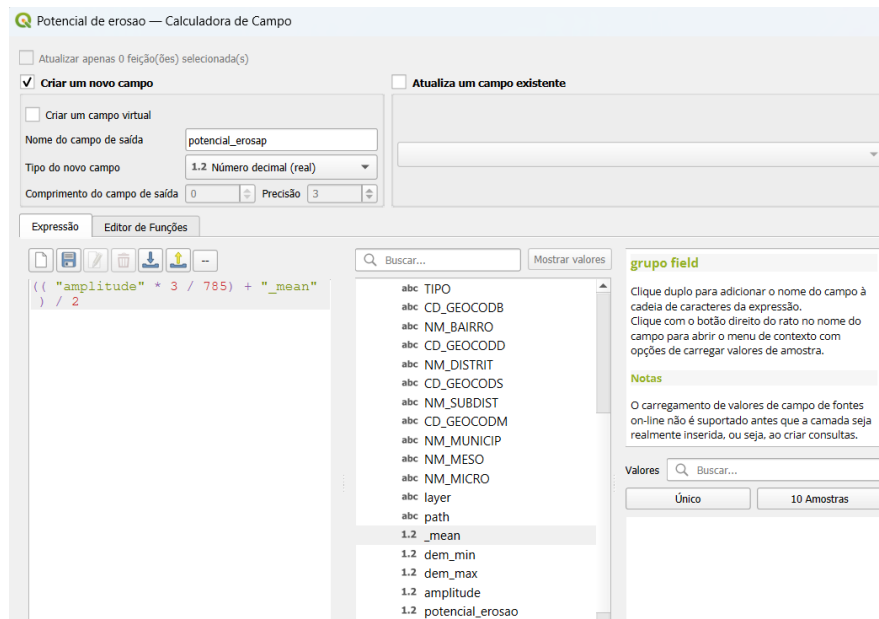 Potencial de erosao — Calculadora de Campo
Atualizar apenas 0 feição(ões) selecionada(s)
Criar um novo campo
Atualiza um campo existente
Criar um campo virtual
Nome do campo de saída
potencial_erosap
Tipo do novo campo
1.2 Número decimal (real)
Comprimento do campo de saída
0
Precisão
3
Expressão
Editor de Funções
--
(( "amplitude" * 3 / 785) + "_mean"
) / 2
Buscar...
Mostrar valores
abc TIPO
abc CD_GEOCODB
abc NM_BAIRRO
abc CD_GEOCODD
abc NM_DISTRIT
abc CD_GEOCODS
abc NM_SUBDIST
abc CD_GEOCODM
abc NM_MUNICIP
abc NM_MESO
abc NM_MICRO
abc layer
abc path
1.2 _mean
1.2 dem_min
1.2 dem_max
1.2 amplitude
1.2 potencial_erosao
grupo field
Clique duplo para adicionar o nome do campo à
cadeia de caracteres da expressão.
Clique com o botão direito do rato no nome do
campo para abrir o menu de contexto com
opções de carregar valores de amostra.
Notas
O carregamento de valores de campo de fontes
on-line não é suportado antes que a camada seja
realmente inserida, ou seja, ao criar consultas.
Valores
Buscar...
Único
10 Amostras